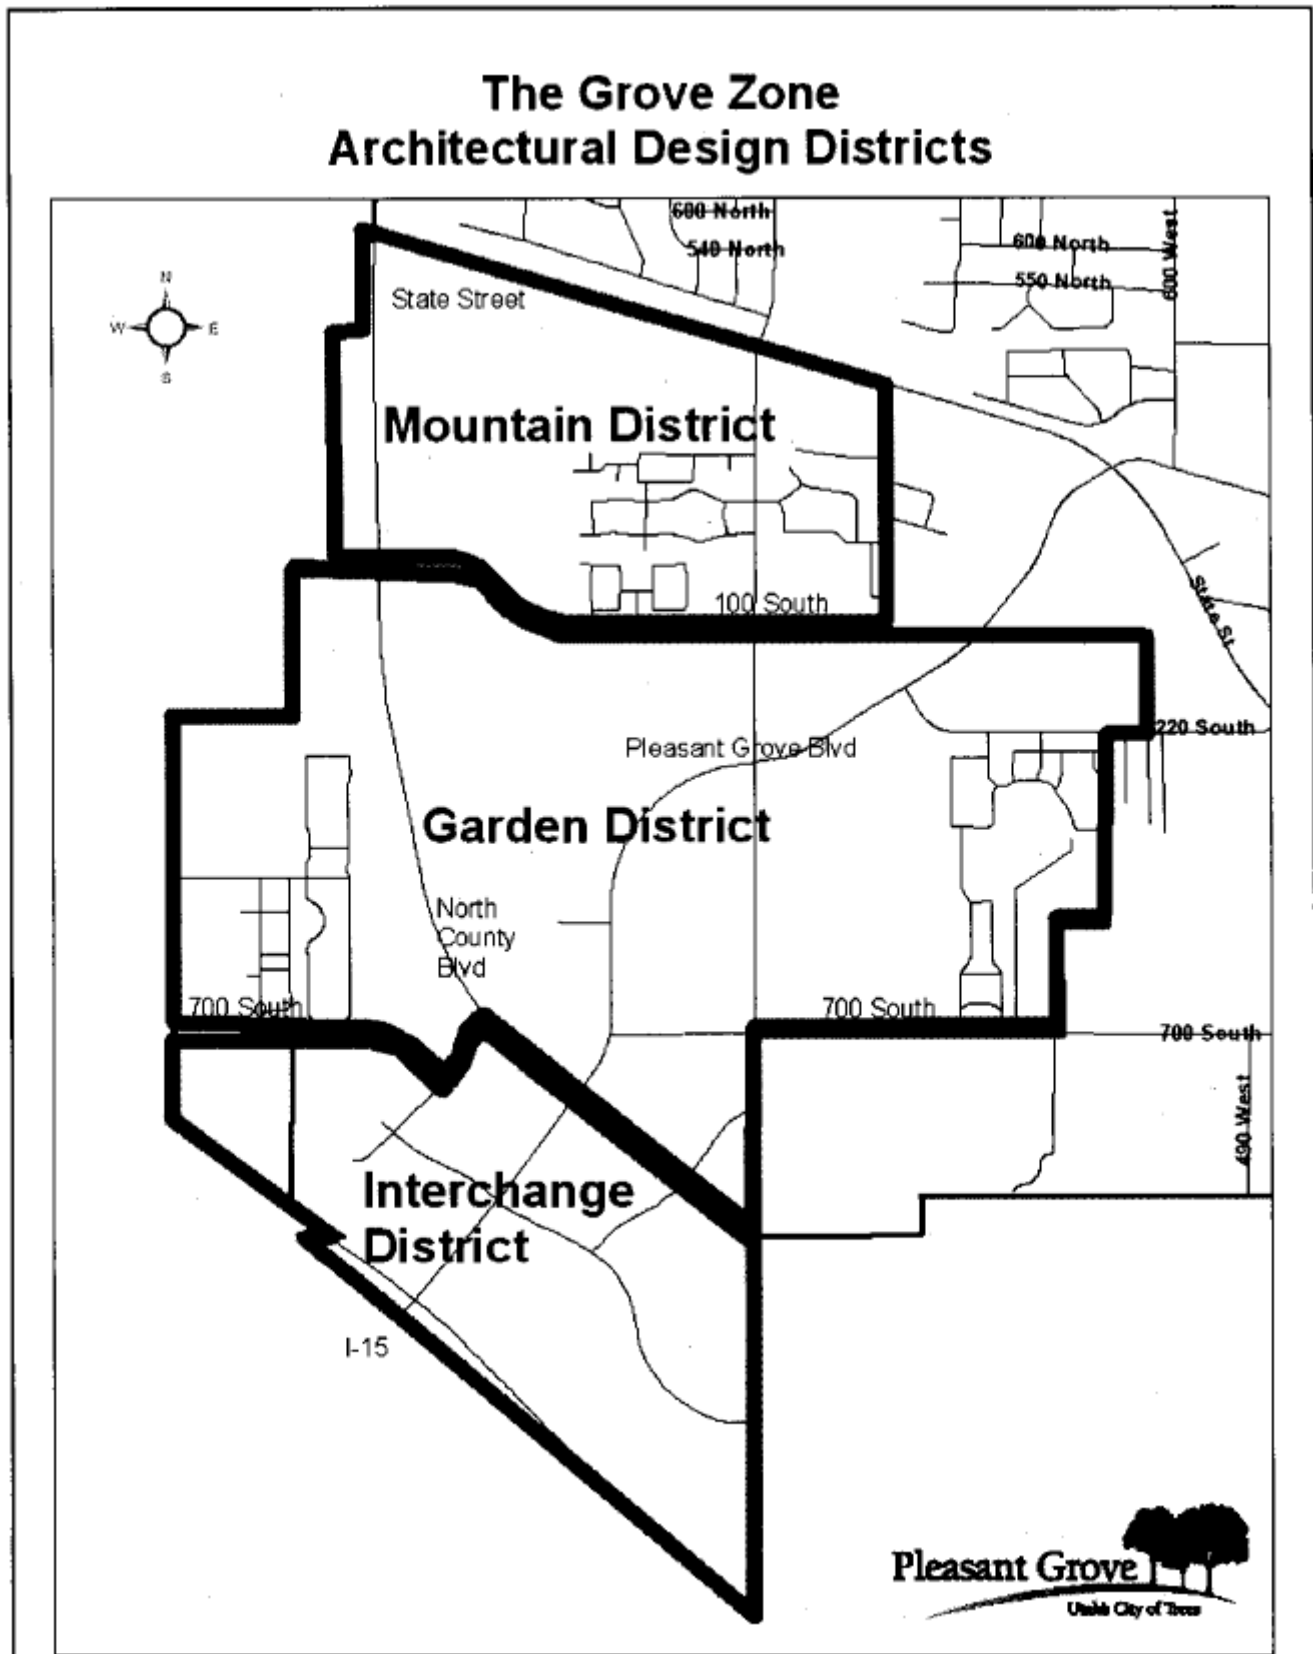 The Grove Zone
Architectural Design Districts
600 North
540 North
600 North
550 North
600 West
N
W
E
S
State Street
Mountain District
100 South
State St
220 South
Pleasant Grove Blvd
Garden District
North
County
Blvd
700 South
700 South
700 South
490 West
Interchange
District
I-15
Pleasant Grove
Utah's City of Trees